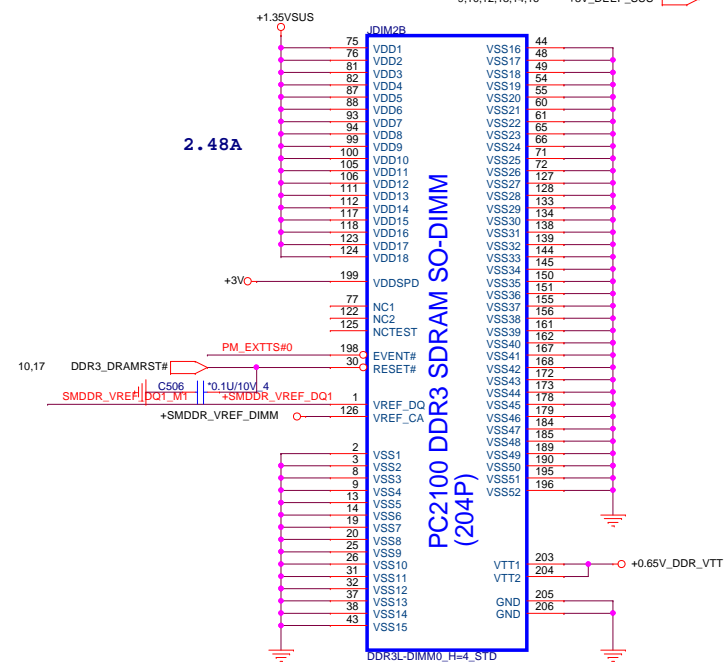 +1.35VSUS
JDIM2B
2.48A
75 VDD1
76 VDD2
81 VDD3
82 VDD4
87 VDD5
88 VDD6
93 VDD7
94 VDD8
99 VDD9
100 VDD10
105 VDD11
106 VDD12
111 VDD13
112 VDD14
117 VDD15
118 VDD16
123 VDD17
124 VDD18
+3V 199 VDDSPD
77 NC1
122 NC2
125 NCTEST
PM_EXTTS#0 198 EVENT#
10,17 DDR3_DRAMRST# 30 RESET#
C506 *0.1U/10V_4
SMDDR_VREF_DQ1_M1 +SMDDR_VREF_DQ1 1 VREF_DQ
+SMDDR_VREF_DIMM 126 VREF_CA
2 VSS1
3 VSS2
8 VSS3
9 VSS4
13 VSS5
14 VSS6
19 VSS7
20 VSS8
25 VSS9
26 VSS10
31 VSS11
32 VSS12
37 VSS13
38 VSS14
43 VSS15
PC2100 DDR3 SDRAM SO-DIMM
(204P)
VSS16 44
VSS17 48
VSS18 49
VSS19 54
VSS20 55
VSS21 60
VSS22 61
VSS23 65
VSS24 66
VSS25 71
VSS26 72
VSS27 127
VSS28 128
VSS29 133
VSS30 134
VSS31 138
VSS32 139
VSS33 144
VSS34 145
VSS35 150
VSS36 151
VSS37 155
VSS38 156
VSS39 161
VSS40 162
VSS41 167
VSS42 168
VSS43 172
VSS44 173
VSS45 178
VSS46 179
VSS47 184
VSS48 185
VSS49 189
VSS50 190
VSS51 195
VSS52 196
VTT1 203
VTT2 204
+0.65V_DDR_VTT
GND 205
GND 206
DDR3L-DIMM0_H=4_STD